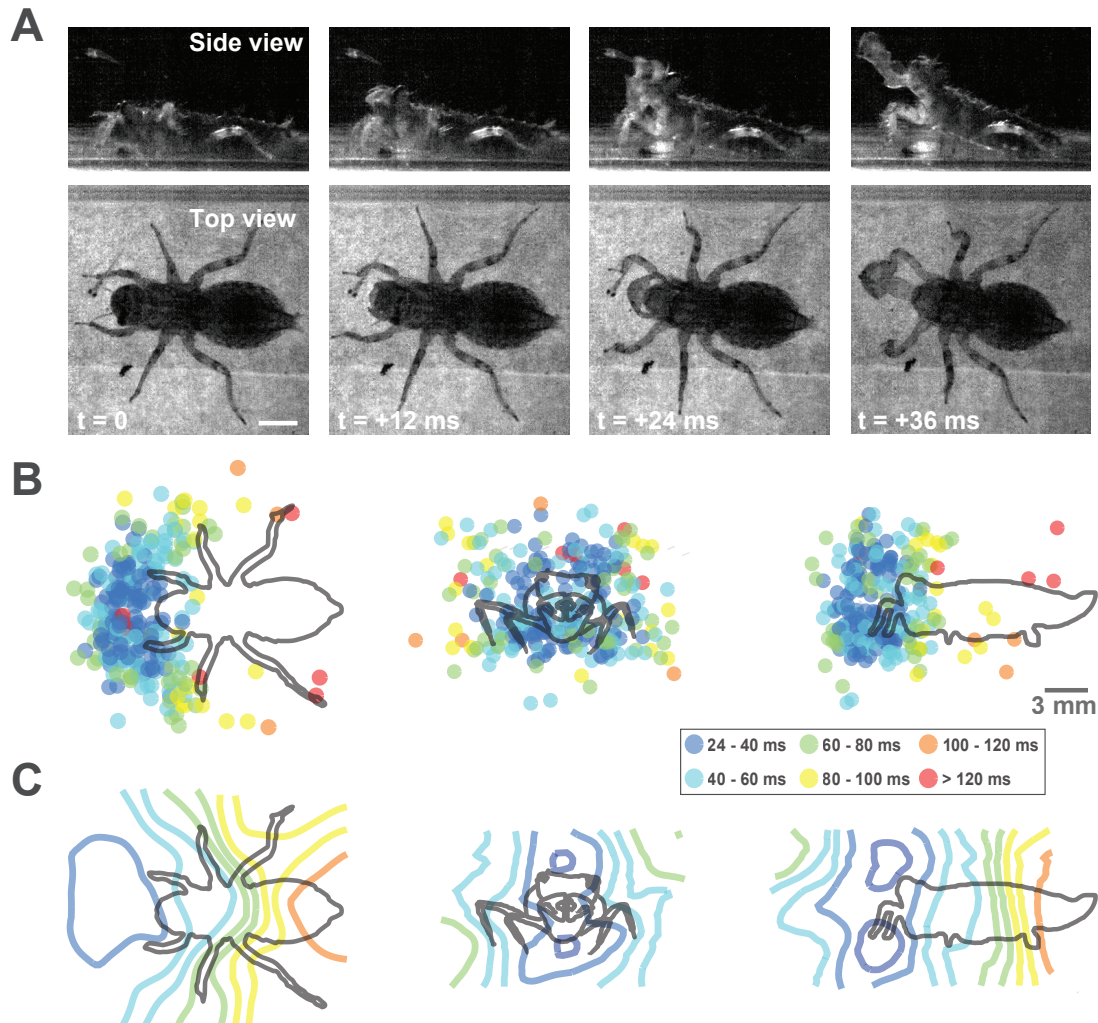 A
Side view
Top view
t = 0
t = +12 ms
t = +24 ms
t = +36 ms
B
3 mm
24 - 40 ms
60 - 80 ms
100 - 120 ms
40 - 60 ms
80 - 100 ms
> 120 ms
C